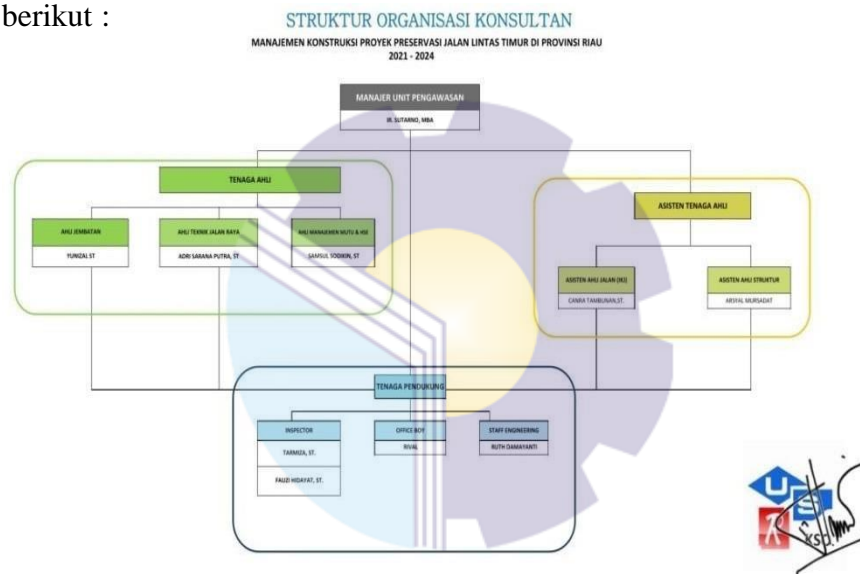 berikut :
STRUKTUR ORGANISASI KONSULTAN
MANAJEMEN KONSTRUKSI PROYEK PRESERVASI JALAN LINTAS TIMUR DI PROVINSI RIAU
2021 - 2024
MANAJER UNIT PENGAWASAN
IR. SUTARNO, MBA
TENAGA AHLI
AHLI JEMBATAN
YUNIZAL ST
AHLI TEKNIK JALAN RAYA
ADRI SARANA PUTRA, ST
AHLI MANAJEMEN MUTU & HSE
SAMSUL SODIKIN, ST
ASISTEN TENAGA AHLI
ASISTEN AHLI JALAN
CANRA TAMBUNAN,ST.
ASISTEN AHLI STRUKTUR
MURSADAT
TENAGA PENDUKUNG
INSPECTOR
TARMIZA, ST.
FAUZI HIDAYAT, ST.
OFFICE BOY
RIVAL
STAFF ENGINEERING
RUTH DAMAYANTI
U
S
KSO